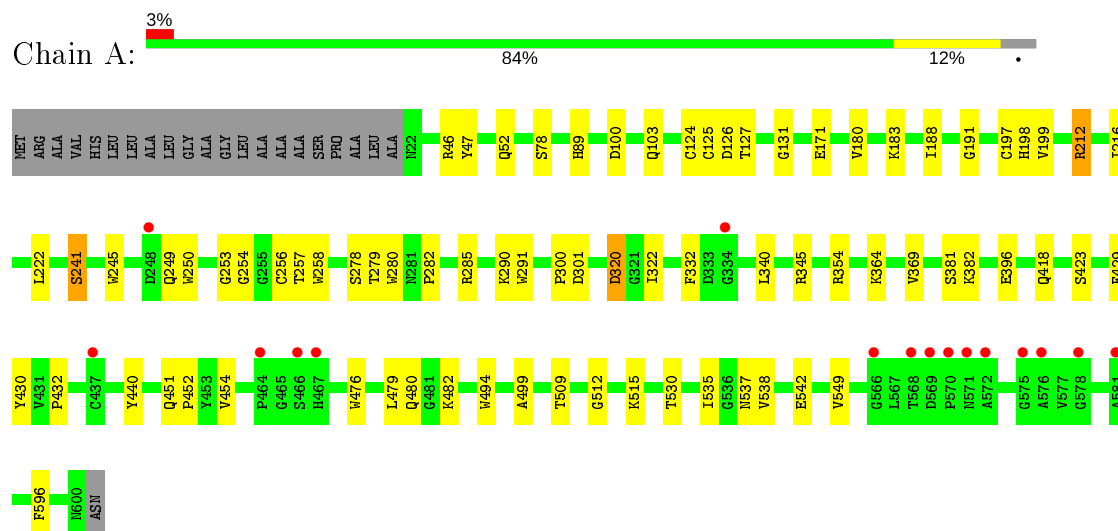 3%
Chain A:
84% 12% •
MET ARG ALA VAL HIS LEU LEU ALA LEU GLY ALA GLY LEU ALA ALA ALA SER PRO ALA LEU ALA N22 R46 Y47 Q52 S78 H89 D100 Q103 C124 C125 D126 T127 G131 E171 V180 K183 I188 G191 C197 H198 V199 R212
L222 S241 W245 D248 Q249 W250 G253 G254 G255 C256 T257 W258 S278 T279 W280 N281 P282 R285 K290 W291 P300 D301 D320 G321 I322 F332 D333 G334 L340 R345 R354 K364 V369 S381 K382 E396 Q418 S423
Y430 V431 P432 C437 Y440 Q451 P452 Y453 V454 P464 G465 S466 H467 W476 L479 Q480 G481 K482 W494 A499 T509 G512 K515 T530 I535 G536 N537 V538 E542 V549 G566 L567 T568 D569 P570 N571 A572 G575 A576 V577 G578
F596 N600 ASN